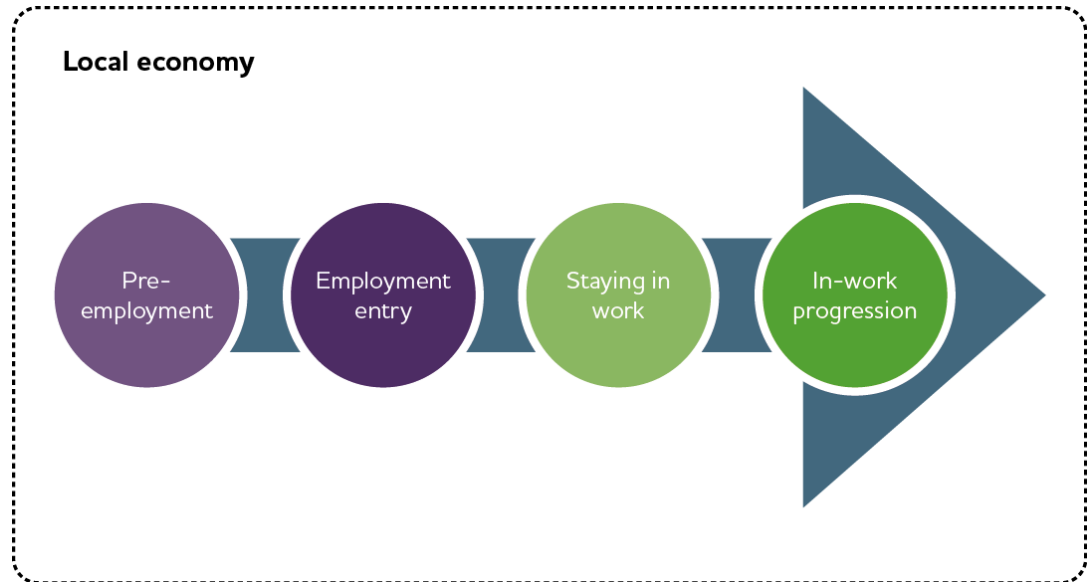 Local economy
Pre-
employment
Employment
entry
Staying in
work
In-work
progression